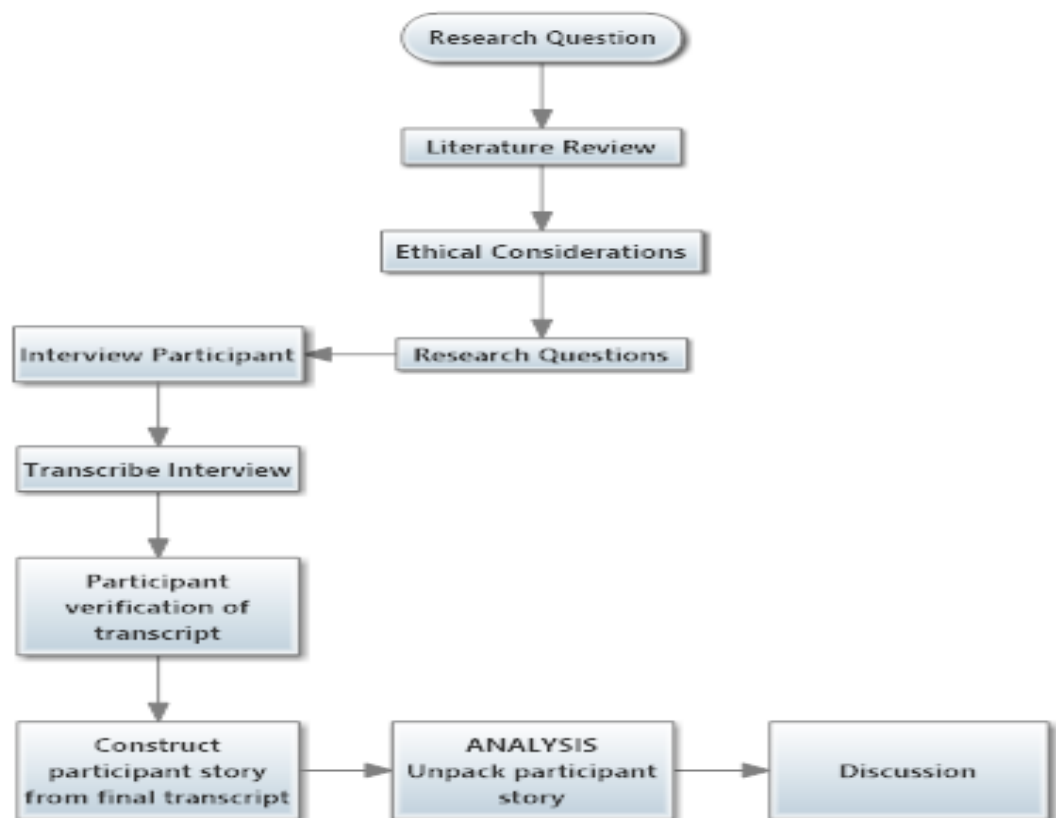 Research Question
Literature Review
Ethical Considerations
Research Questions
Interview Participant
Transcribe Interview
Participant
verification of
transcript
Construct
participant story
from final transcript
ANALYSIS
Unpack participant
story
Discussion